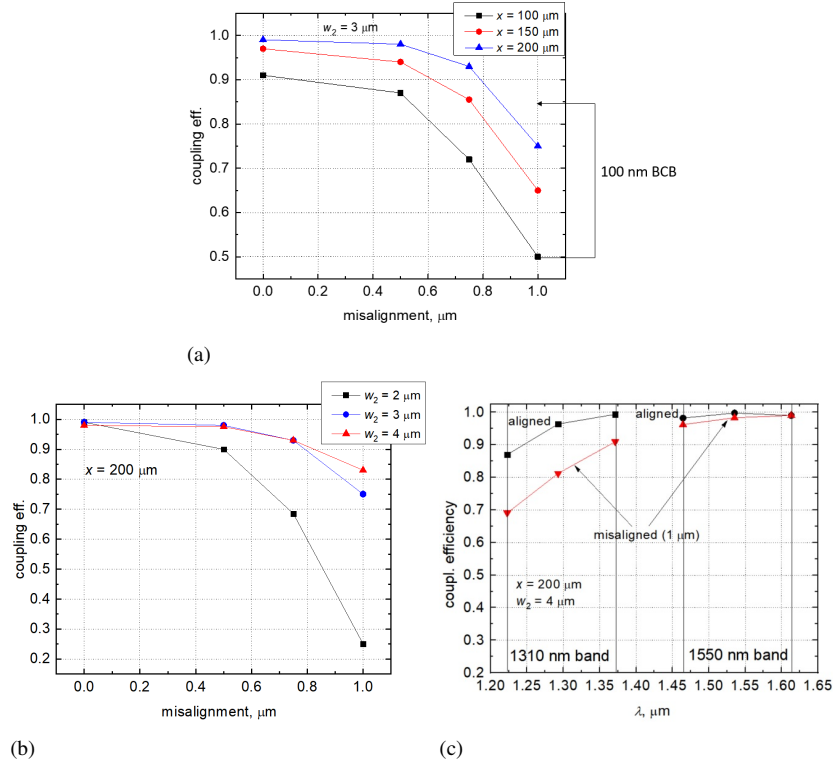 w₂ = 3 μm
x = 100 μm
x = 150 μm
x = 200 μm
1.0
0.9
0.8
0.7
0.6
0.5
coupling eff.
100 nm BCB
0.0 0.2 0.4 0.6 0.8 1.0
misalignment, μm
(a)
w₂ = 2 μm
w₂ = 3 μm
w₂ = 4 μm
1.0
0.9
0.8
0.7
0.6
0.5
0.4
0.3
0.2
coupling eff.
x = 200 μm
0.0 0.2 0.4 0.6 0.8 1.0
misalignment, μm
(b)
1.0
0.9
0.8
0.7
0.6
0.5
0.4
0.3
0.2
coupl. efficiency
aligned
aligned
misaligned (1 μm)
x = 200 μm
w₂ = 4 μm
1310 nm band
1550 nm band
1.20 1.25 1.30 1.35 1.40 1.45 1.50 1.55 1.60 1.65
λ, μm
(c)